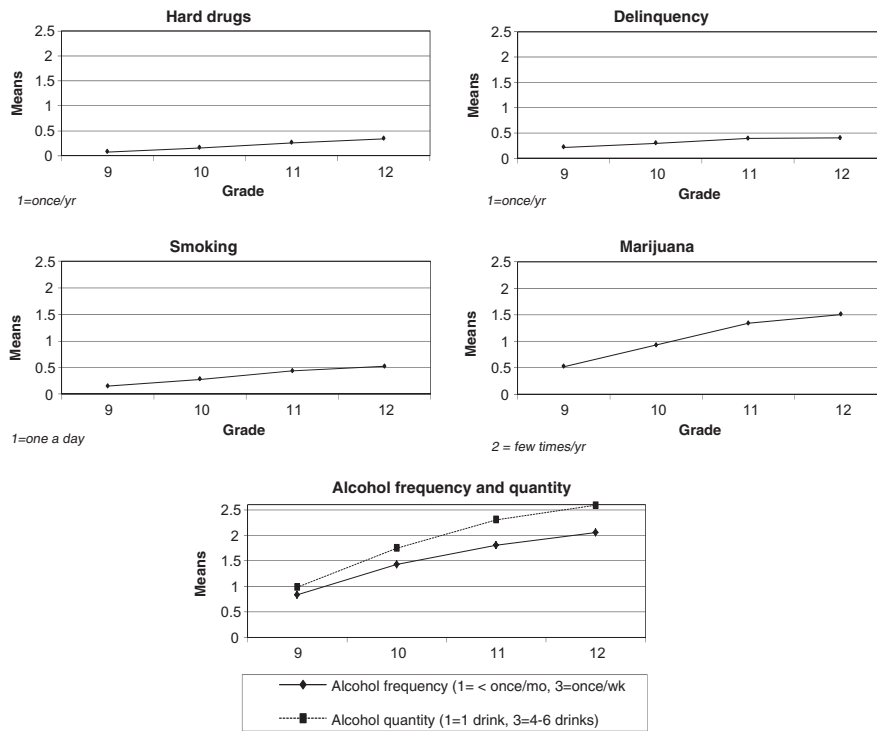 Hard drugs
2.5
2
1.5
1
0.5
0
Means
9 10 11 12
Grade
1=once/yr
Delinquency
2.5
2
1.5
1
0.5
0
Means
9 10 11 12
Grade
1=once/yr
Smoking
2.5
2
1.5
1
0.5
0
Means
9 10 11 12
Grade
1=one a day
Marijuana
2.5
2
1.5
1
0.5
0
Means
9 10 11 12
Grade
2 = few times/yr
Alcohol frequency and quantity
2.5
2
1.5
1
0.5
0
Means
9 10 11 12
Alcohol frequency (1= < once/mo, 3=once/wk
Alcohol quantity (1=1 drink, 3=4-6 drinks)